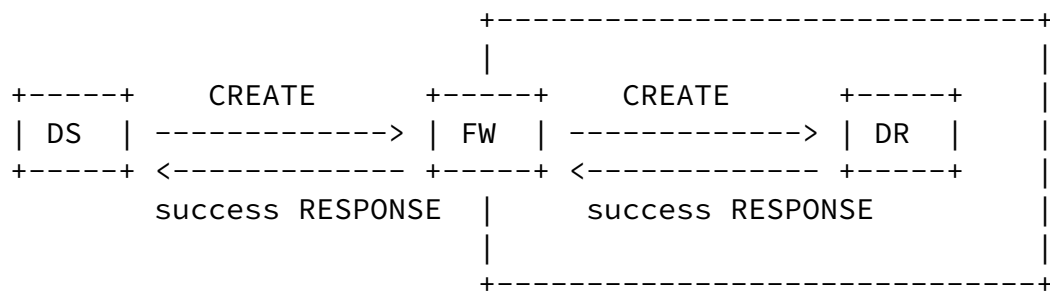 CREATE CREATE
DS FW DR
success RESPONSE success RESPONSE